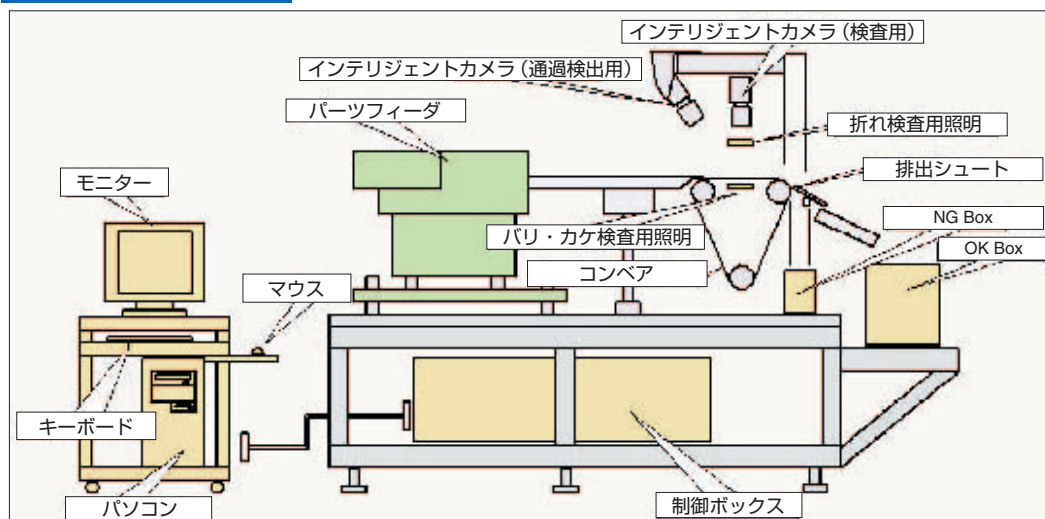 インテリジェントカメラ（検査用）
インテリジェントカメラ（通過検出用）
パーツフィーダ
折れ検査用照明
モニター
排出シュート
NG Box
バリ・カケ検査用照明
OK Box
コンベア
マウス
キーボード
パソコン
制御ボックス